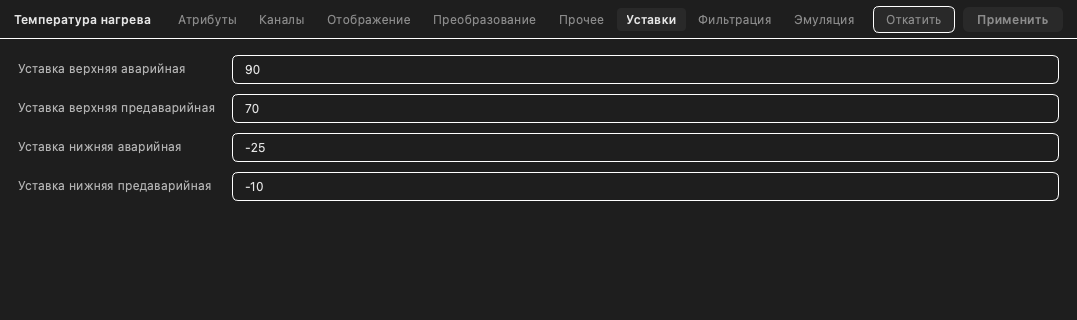 Температура нагрева Атрибуты Каналы Отображение Преобразование Прочее Уставки Фильтрация Эмуляция Откатить Применить
Уставка верхняя аварийная 90
Уставка верхняя предаварийная 70
Уставка нижняя аварийная -25
Уставка нижняя предаварийная -10